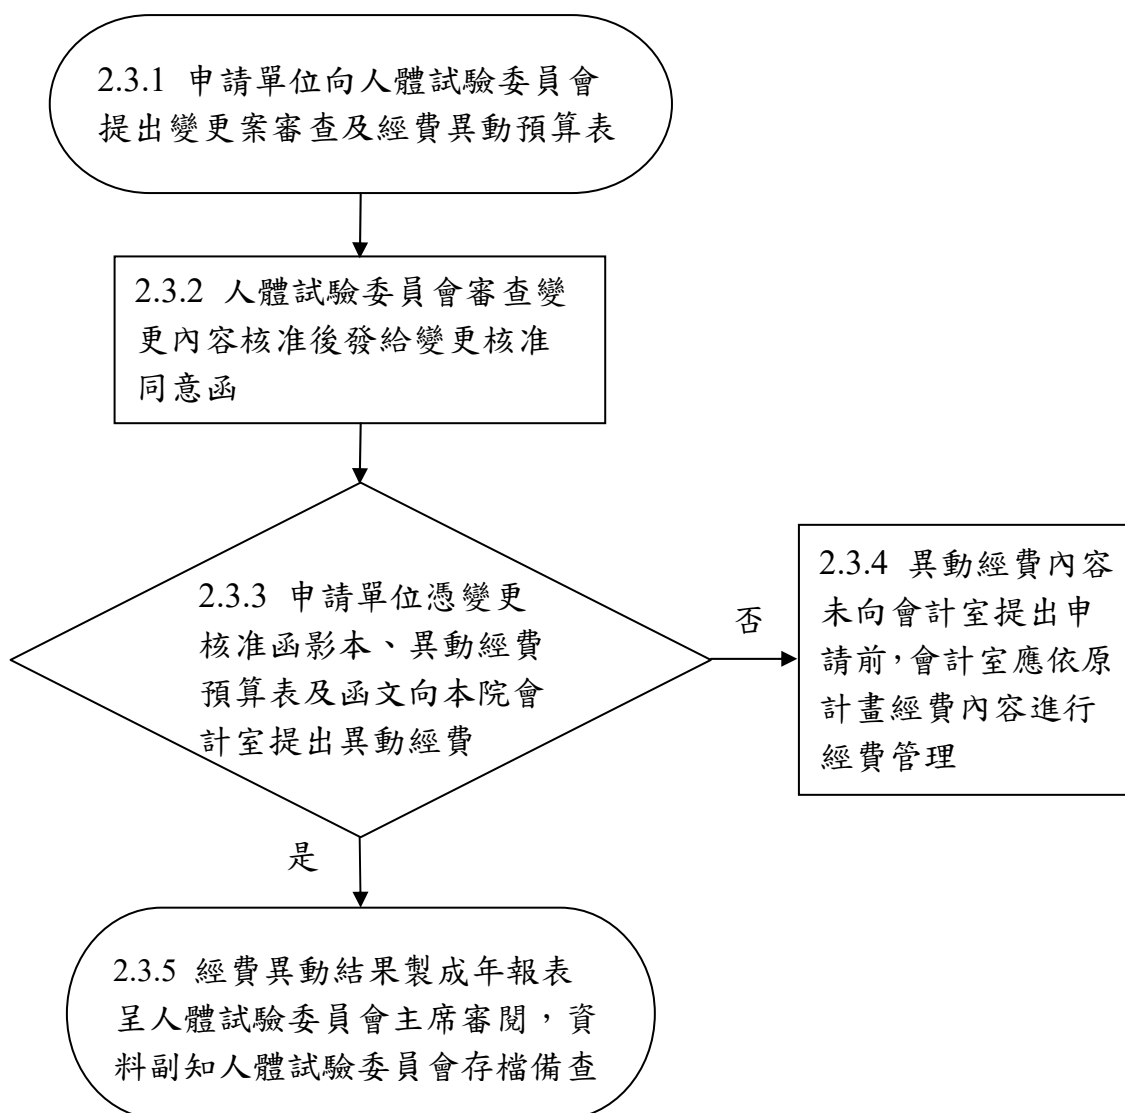 2.3.1 申請單位向人體試驗委員會
提出變更案審查及經費異動預算表
2.3.2 人體試驗委員會審查變
更內容核准後發給變更核准
同意函
2.3.3 申請單位憑變更
核准函影本、異動經費
預算表及函文向本院會
計室提出異動經費
否
2.3.4 異動經費內容
未向會計室提出申
請前，會計室應依原
計畫經費內容進行
經費管理
是
2.3.5 經費異動結果製成年報表
呈人體試驗委員會主席審閱，資
料副知人體試驗委員會存檔備查